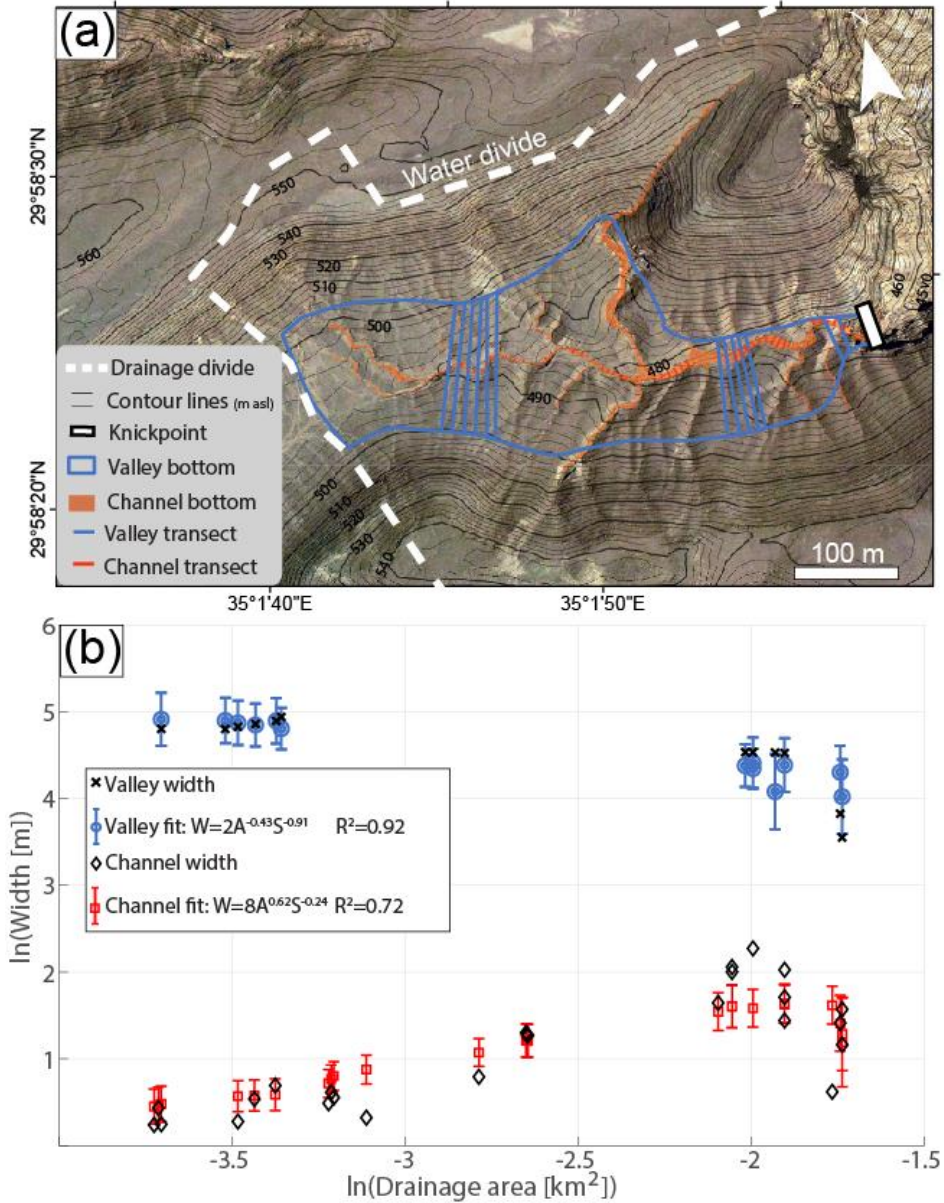 (a)
Water divide
550
560
540
530
520
510
500
460
480
490
500
510
520
530
540
29°58'30"N
29°58'20"N
Drainage divide
Contour lines (m asl)
Knickpoint
Valley bottom
Channel bottom
Valley transect
Channel transect
100 m
35°1'40"E
35°1'50"E
(b)
6
5
4
3
2
1
ln(Width [m]
Valley width
Valley fit: W=2A^-0.43S^-0.91 R²=0.92
Channel width
Channel fit: W=8A^0.62S^-0.24 R²=0.72
-3.5
-3
-2.5
-2
-1.5
ln(Drainage area [km²])